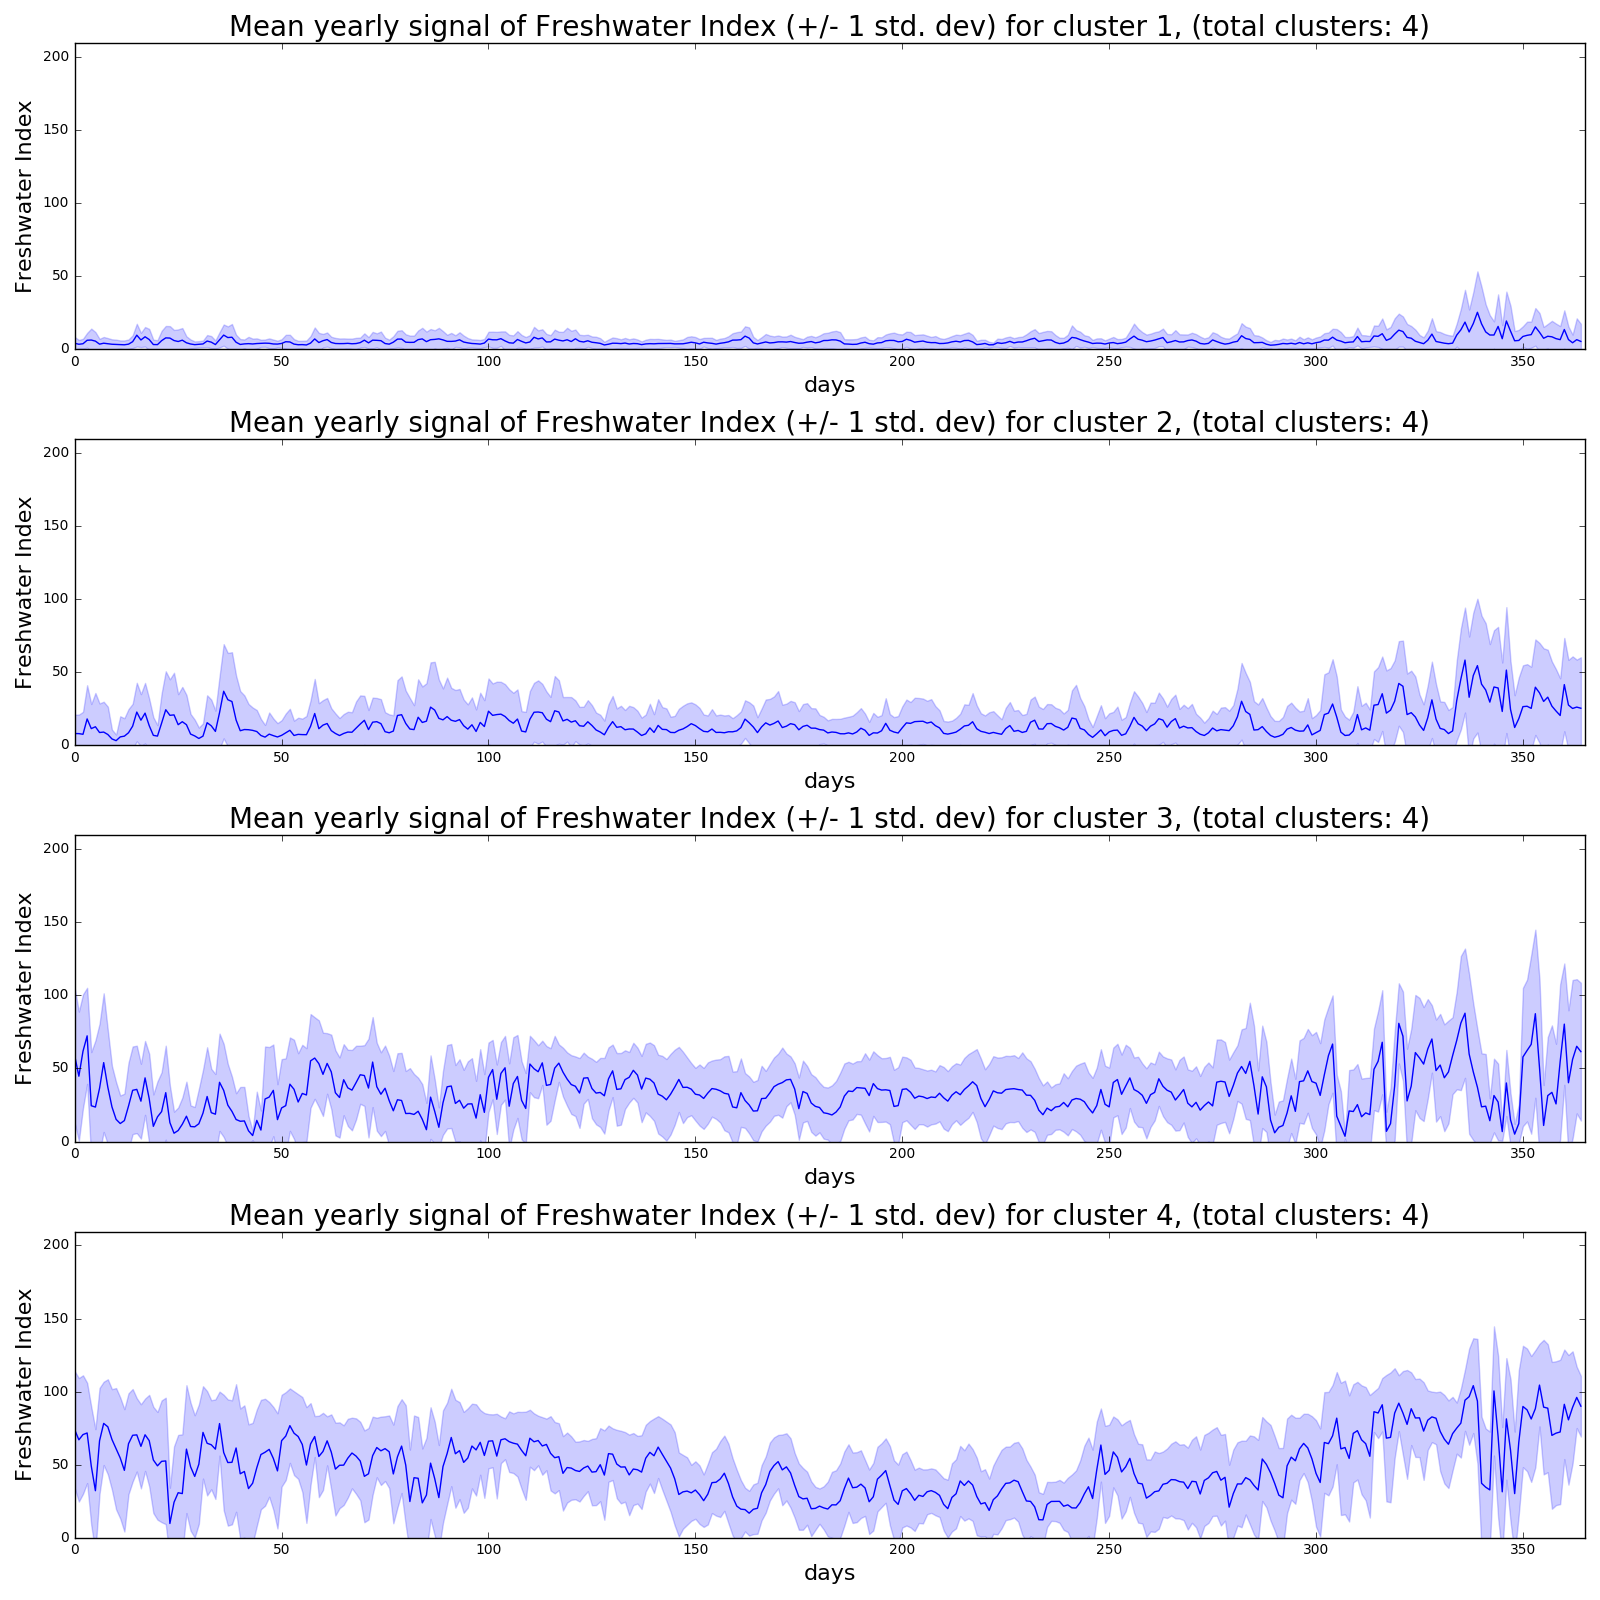 Mean yearly signal of Freshwater Index (+/- 1 std. dev) for cluster 1, (total clusters: 4)
200
150
100
50
0
Freshwater Index
0 50 100 150 200 250 300 350
days
Mean yearly signal of Freshwater Index (+/- 1 std. dev) for cluster 2, (total clusters: 4)
200
150
100
50
0
Freshwater Index
0 50 100 150 200 250 300 350
days
Mean yearly signal of Freshwater Index (+/- 1 std. dev) for cluster 3, (total clusters: 4)
200
150
100
50
0
Freshwater Index
0 50 100 150 200 250 300 350
days
Mean yearly signal of Freshwater Index (+/- 1 std. dev) for cluster 4, (total clusters: 4)
200
150
100
50
0
Freshwater Index
0 50 100 150 200 250 300 350
days